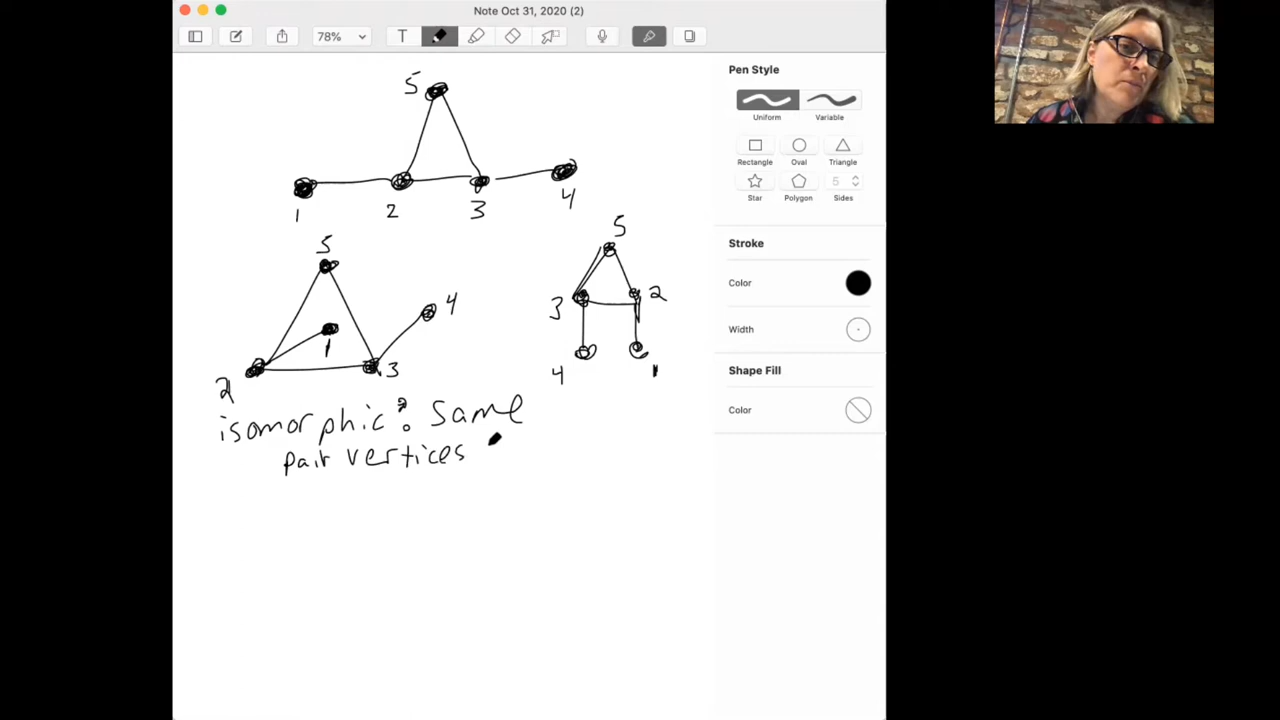 Note Oct 31, 2020 (2)
78%
T
Pen Style
Uniform
Variable
Rectangle
Oval
Triangle
Star
Polygon
5
Sides
Stroke
Color
Width
Shape Fill
Color
5
1 2 3 4
5
4
1
2 3
5
3 2
4 1
isomorphic? Same
pair vertices